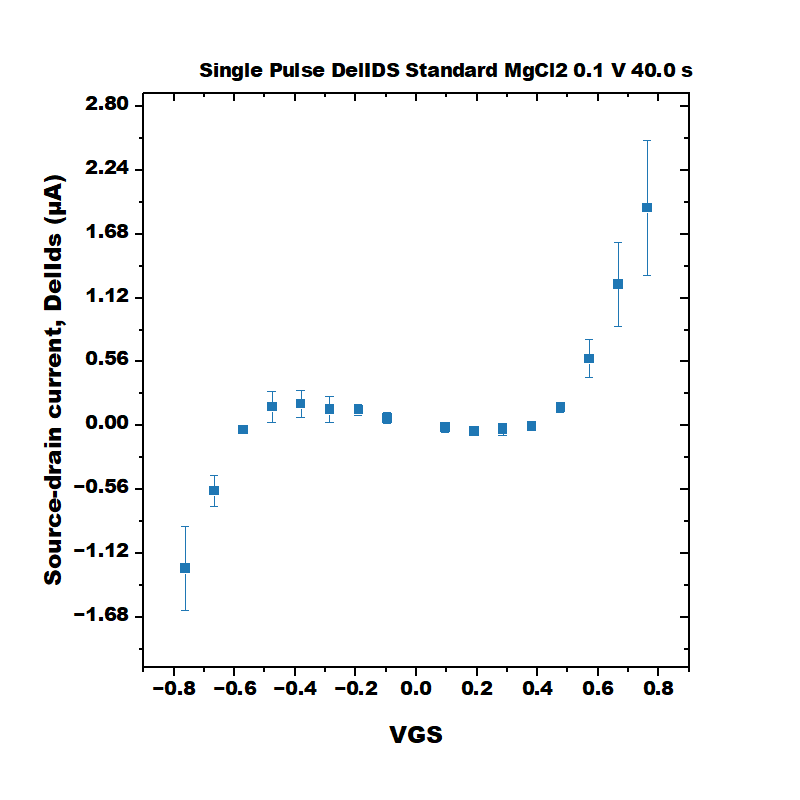 Single Pulse DelIDS Standard MgCl2 0.1 V 40.0 s
2.80
2.24
1.68
1.12
0.56
0.00
−0.56
−1.12
−1.68
Source-drain current, DelIds (µA)
−0.8 −0.6 −0.4 −0.2 0.0 0.2 0.4 0.6 0.8
VGS